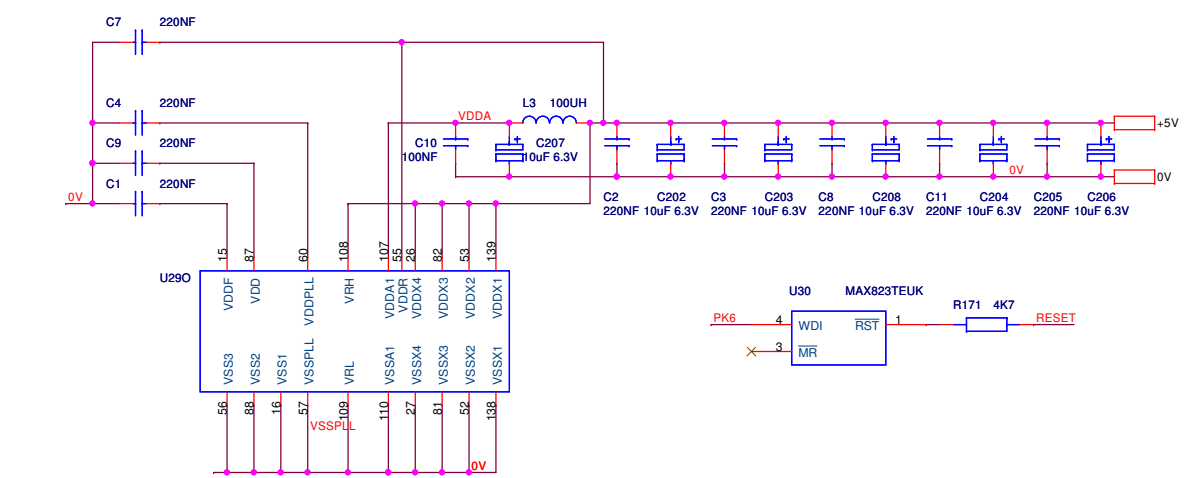 C7 220NF
C4 220NF
C9 220NF
C1 220NF
0V
VDDA
L3 100UH
C10
100NF
C207
10uF 6.3V
+5V
0V
0V
C2 C202 C3 C203 C8 C208 C11 C204 C205 C206
220NF 10uF 6.3V 220NF 10uF 6.3V 220NF 10uF 6.3V 220NF 10uF 6.3V 220NF 10uF 6.3V
15 87 60 108 107 55 26 82 53 139
U29O
VDDF VDD VDDPLL VRH VDDA1 VDDR VDDX4 VDDX3 VDDX2 VDDX1
VSS3 VSS2 VSS1 VSSPLL VRL VSSA1 VSSX4 VSSX3 VSSX2 VSSX1
56 88 16 57 109 110 27 81 52 138
VSSPLL
0V
U30 MAX823TEUK
R171 4K7
PK6 4 WDI RST 1 RESET
3 MR